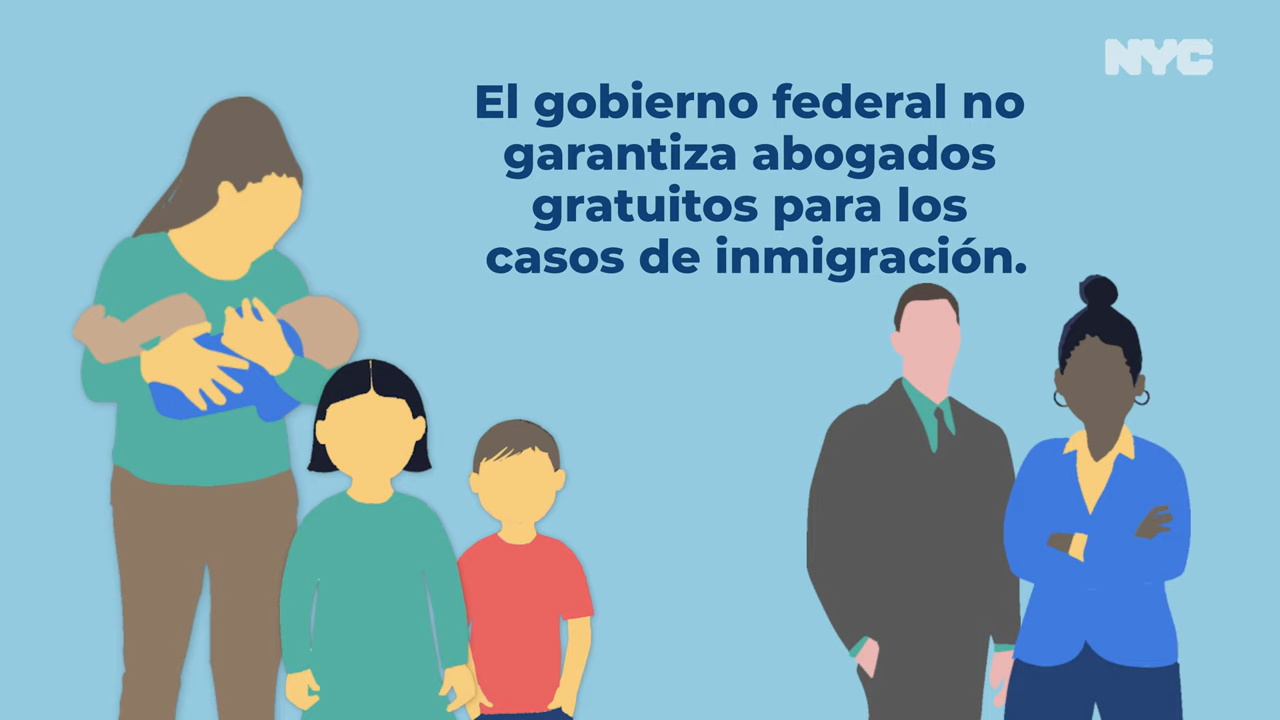 NYC
El gobierno federal no
garantiza abogados
gratuitos para los
casos de inmigración.